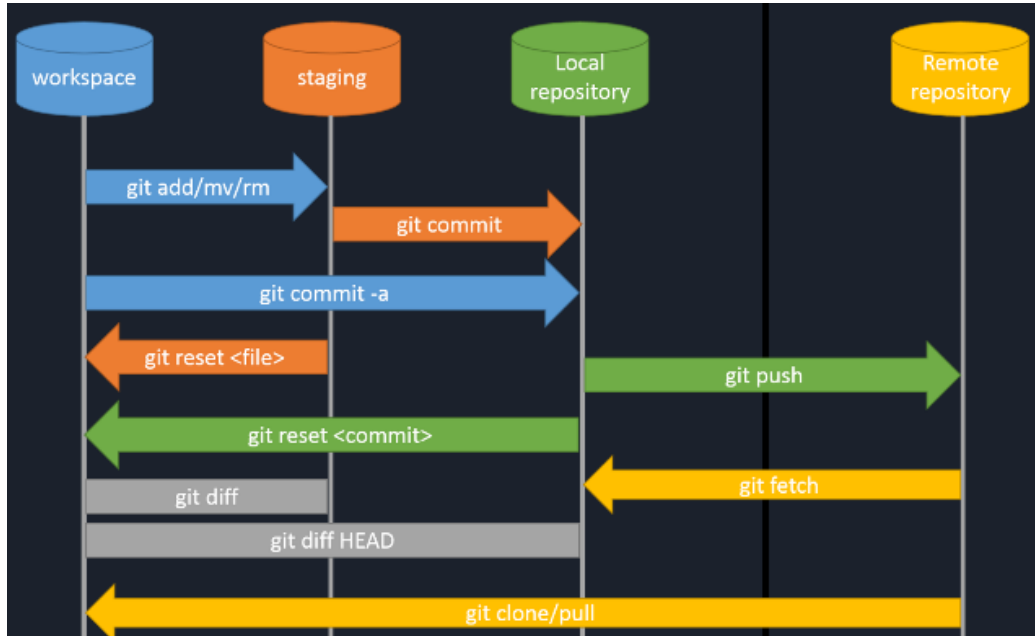 workspace
staging
Local
repository
Remote
repository
git add/mv/rm
git commit
git commit -a
git reset <file>
git push
git reset <commit>
git fetch
git diff
git diff HEAD
git clone/pull